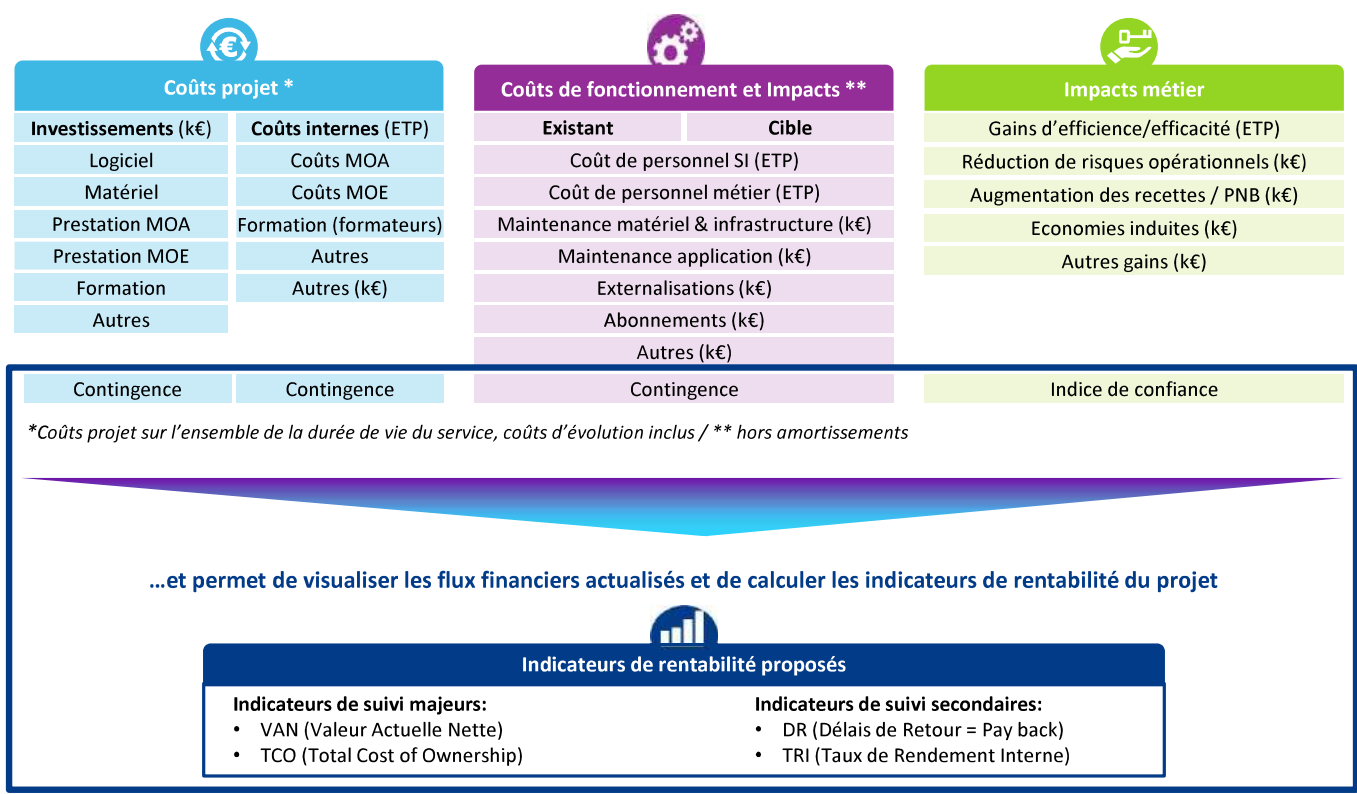 Coûts projet *
Investissements (k€)
Logiciel
Matériel
Prestation MOA
Prestation MOE
Formation
Autres
Coûts internes (ETP)
Coûts MOA
Coûts MOE
Formation (formateurs)
Autres
Autres (k€)
Coûts de fonctionnement et Impacts **
Existant
Cible
Coût de personnel SI (ETP)
Coût de personnel métier (ETP)
Maintenance matériel & infrastructure (k€)
Maintenance application (k€)
Externalisations (k€)
Abonnements (k€)
Autres (k€)
Impacts métier
Gains d’efficience/efficacité (ETP)
Réduction de risques opérationnels (k€)
Augmentation des recettes / PNB (k€)
Economies induites (k€)
Autres gains (k€)
Contingence
Contingence
Contingence
Indice de confiance
*Coûts projet sur l’ensemble de la durée de vie du service, coûts d’évolution inclus / ** hors amortissements
…et permet de visualiser les flux financiers actualisés et de calculer les indicateurs de rentabilité du projet
Indicateurs de rentabilité proposés
Indicateurs de suivi majeurs:
• VAN (Valeur Actuelle Nette)
• TCO (Total Cost of Ownership)
Indicateurs de suivi secondaires:
• DR (Délais de Retour = Pay back)
• TRI (Taux de Rendement Interne)